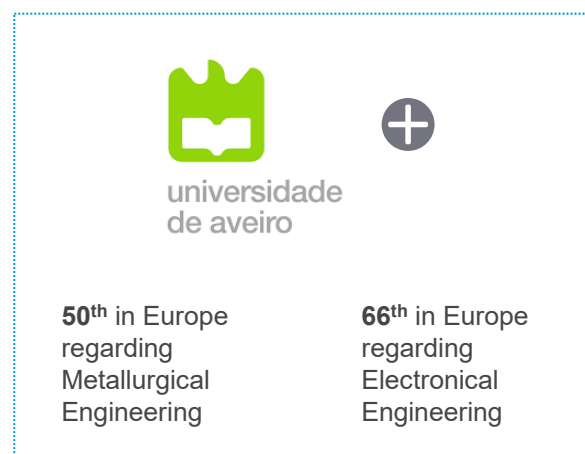 universidade
de aveiro
50th in Europe
regarding
Metallurgical
Engineering
66th in Europe
regarding
Electronical
Engineering